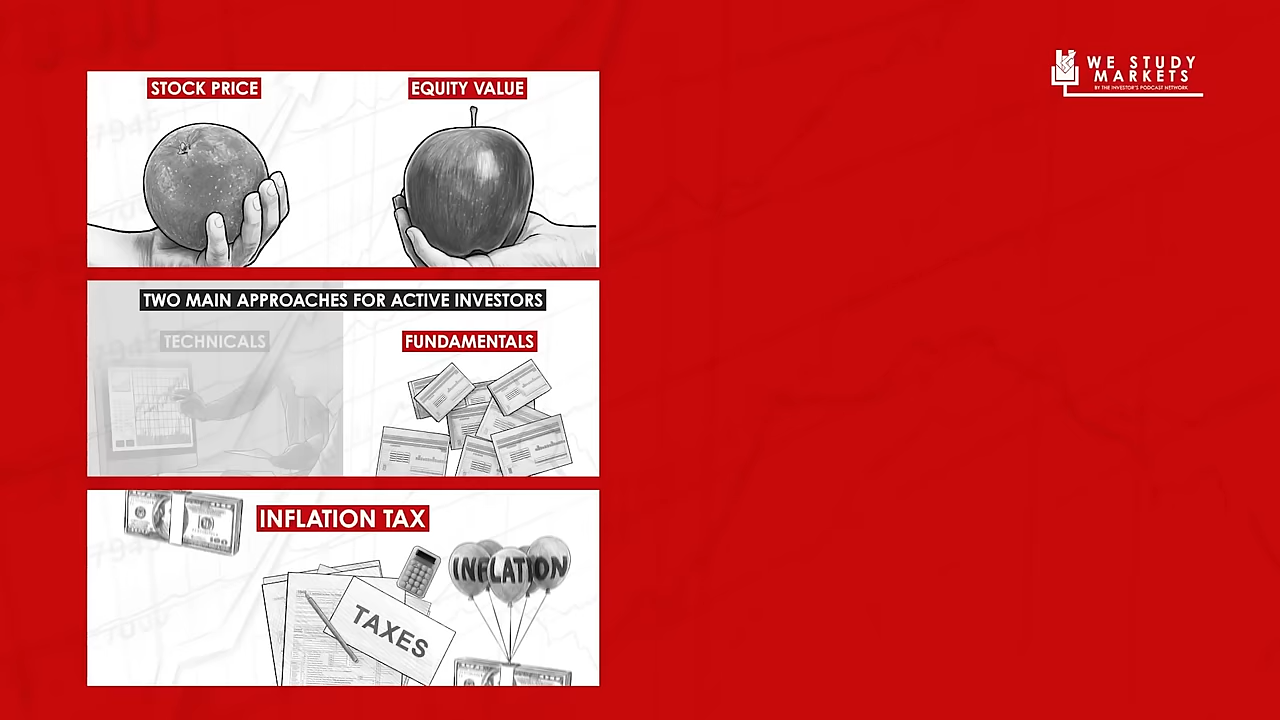 WE STUDY
MARKETS
BY THE INVESTOR'S PODCAST NETWORK
STOCK PRICE
EQUITY VALUE
TWO MAIN APPROACHES FOR ACTIVE INVESTORS
TECHNICALS
FUNDAMENTALS
INFLATION TAX
INFLATION
TAXES
100